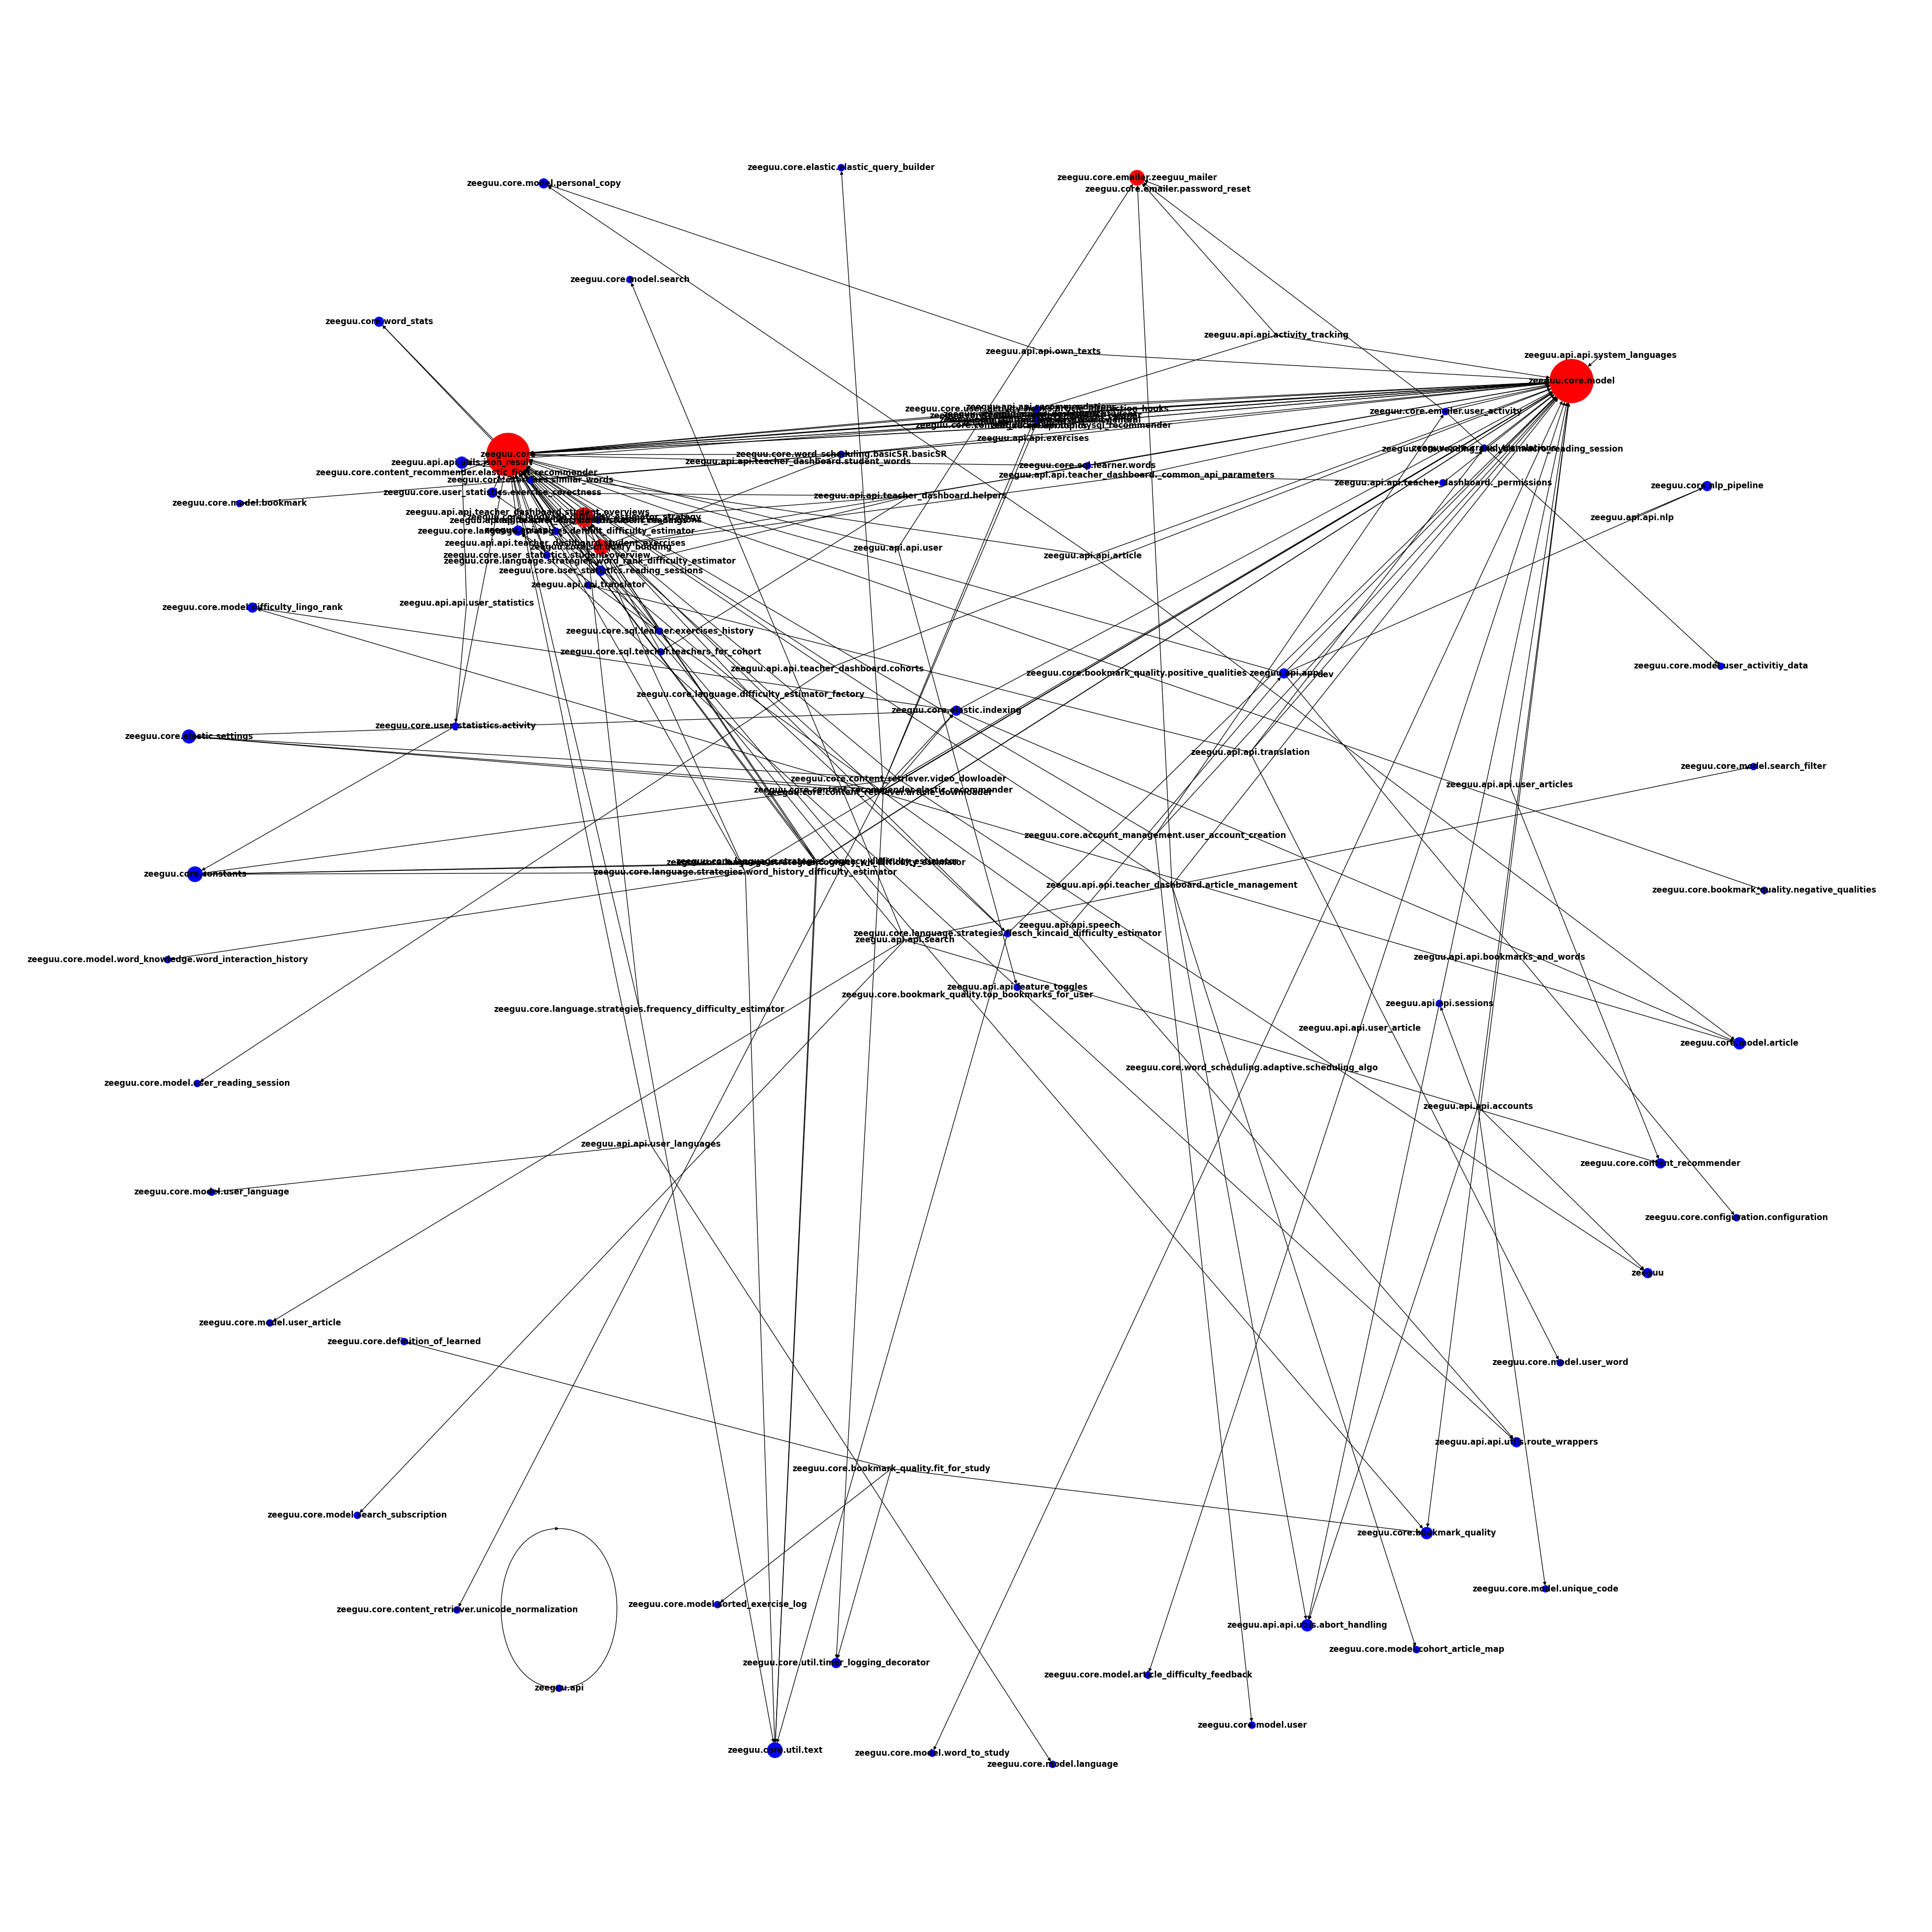 zeeguu.core.elastic.elastic_query_builder
zeeguu.core.emailer.zeeguu_mailer
zeeguu.core.model.personal_copy
zeeguu.core.emailer.password_reset
zeeguu.core.model.search
zeeguu.core.word_stats
zeeguu.api.api.activity_tracking
zeeguu.api.api.own_texts
zeeguu.api.api.system_languages
zeeguu.core.model
zeeguu.core.emailer.user_activity
zeeguu.api.api.exercises
zeeguu.core
zeeguu.core.word_scheduling.basicSR.basicSR
zeeguu.api.api.utils.json_result
zeeguu.api.api.teacher_dashboard.student_words
zeeguu.core.sql.learner.words
zeeguu.core.content_recommender.elastic_first_recommender
zeeguu.api.api.teacher_dashboard._common_api_parameters
zeeguu.core.exercises.similar_words
zeeguu.api.api.teacher_dashboard._permissions
zeeguu.core.nlp_pipeline
zeeguu.core.user_statistics.exercise_corectness
zeeguu.api.api.teacher_dashboard.helpers
zeeguu.core.model.bookmark
zeeguu.api.api.teacher_dashboard.student_overviews
zeeguu.api.api.nlp
zeeguu.api.api.user
zeeguu.api.api.article
zeeguu.core.user_statistics.student_overview
zeeguu.core.language.strategies.word_rank_difficulty_estimator
zeeguu.core.user_statistics.reading_sessions
zeeguu.api.api.translator
zeeguu.api.api.user_statistics
zeeguu.core.model.difficulty_lingo_rank
zeeguu.core.sql.learner.exercises_history
zeeguu.core.sql.teacher.teachers_for_cohort
zeeguu.api.api.teacher_dashboard.cohorts
zeeguu.core.model.user_activitiy_data
zeeguu.core.bookmark_quality.positive_qualities
zeeguu.api.app
dev
zeeguu.core.language.difficulty_estimator_factory
zeeguu.core.elastic.indexing
zeeguu.core.user_statistics.activity
zeeguu.core.elastic.settings
zeeguu.api.api.translation
zeeguu.core.model.search_filter
zeeguu.core.content_retriever.video_dowloader
zeeguu.api.api.user_articles
zeeguu.core.content_recommender.elastic_recommender
zeeguu.core.content_retriever.article_downloader
zeeguu.core.account_management.user_account_creation
zeeguu.core.constants
zeeguu.core.language.strategies.word_history_difficulty_estimator
zeeguu.api.api.teacher_dashboard.article_management
zeeguu.core.bookmark_quality.negative_qualities
zeeguu.api.api.speech
zeeguu.core.language.strategies.flesch_kincaid_difficulty_estimator
zeeguu.api.api.search
zeeguu.core.model.word_knowledge.word_interaction_history
zeeguu.api.api.bookmarks_and_words
zeeguu.api.api.feature_toggles
zeeguu.core.bookmark_quality.top_bookmarks_for_user
zeeguu.api.api.sessions
zeeguu.core.language.strategies.frequency_difficulty_estimator
zeeguu.api.api.user_article
zeeguu.core.model.article
zeeguu.core.word_scheduling.adaptive.scheduling_algo
zeeguu.core.model.user_reading_session
zeeguu.api.api.accounts
zeeguu.api.api.user_languages
zeeguu.core.content_recommender
zeeguu.core.model.user_language
zeeguu.core.configuration.configuration
zeeguu
zeeguu.core.model.user_article
zeeguu.core.definition_of_learned
zeeguu.core.model.user_word
zeeguu.api.api.utils.route_wrappers
zeeguu.core.bookmark_quality.fit_for_study
zeeguu.core.model.search_subscription
zeeguu.core.bookmark_quality
zeeguu.core.model.unique_code
zeeguu.core.model.sorted_exercise_log
zeeguu.core.content_retriever.unicode_normalization
zeeguu.api.api.utils.abort_handling
zeeguu.core.model.cohort_article_map
zeeguu.core.util.timer_logging_decorator
zeeguu.core.model.article_difficulty_feedback
zeeguu.api
zeeguu.core.model.user
zeeguu.core.util.text
zeeguu.core.model.word_to_study
zeeguu.core.model.language